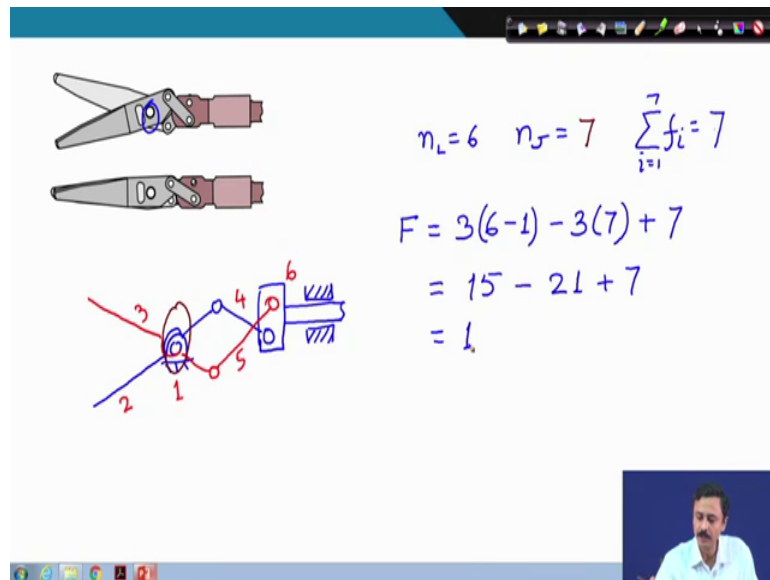 n_L = 6 n_J = 7 \sum_{i=1}^{7} f_i = 7
F = 3(6-1) - 3(7) + 7
= 15 - 21 + 7
= 1
6
3
4
5
1
2